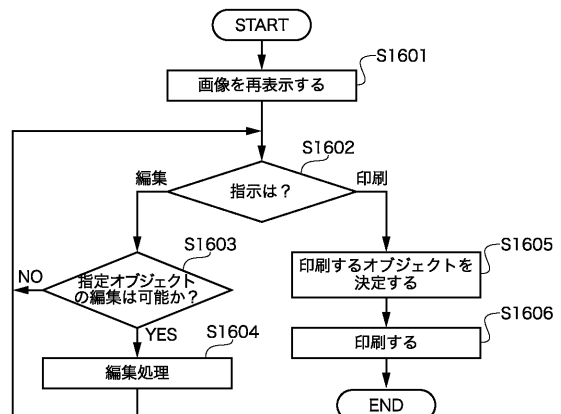 START
S1601
画像を再表示する
S1602
編集
指示は？
印刷
S1603
NO
指定オブジェクト
の編集は可能か？
YES
S1604
編集処理
S1605
印刷するオブジェクトを
決定する
S1606
印刷する
END